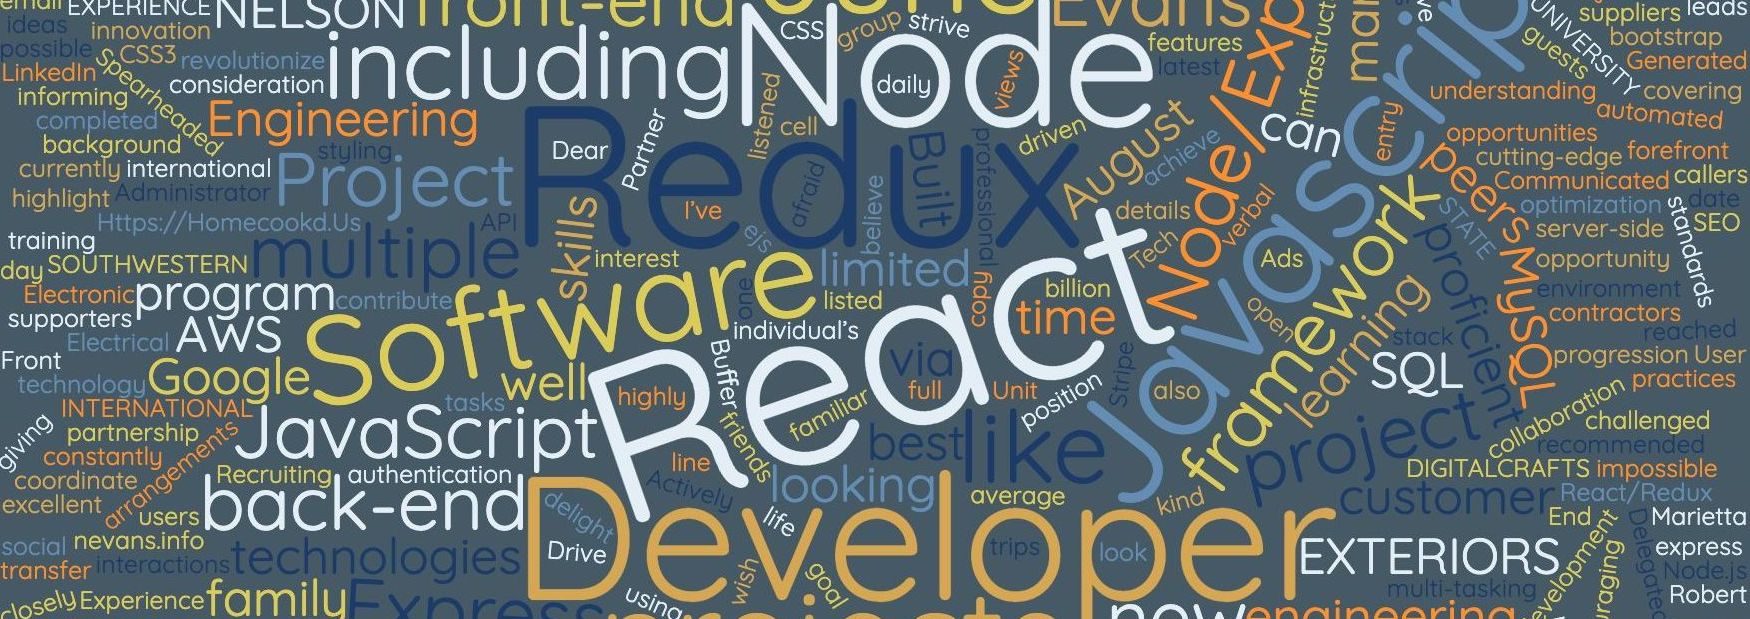 EXPERIENCE
NELSON
front-end
Evans
UNIVERSITY
suppliers
leads
ideas
innovation
CSS
group
strive
bootstrap
possible
CSS3
revolutionize
including
Node
features
guests
Generated
LinkedIn
Spearheaded
consideration
daily
views
latest
understanding
covering
informing
Engineering
listened
cell
driven
Node/Exp
can
entry
automated
completed
background
styling
Dear
Partner
Redux
Built
professional
August
achieve
opportunities
cutting-edge
forefront
currently
international
Project
afraid
believe
peers
Communicated
callers
highlight
Administrator
I've
details
verbal
optimization
date
Https://Homecookd.Us
API
skills
ejs
Tech
STATE
server-side
standards
SEO
training
multiple
interest
limited
Ads
JavaScrip
framework
proficient
opportunity
day
SOUTHWESTERN
Software
one
listed
copy
billion
open
learning
MySQL
environment
Electronic
program
contribute
individual's
time
contractors
supporters
Electrical
AWS
React
stack
reached
Front
Google
well
Buffer
via
Stripe
SQL
progression
User
technology
highly
familiar
full
Unit
position
also
practices
INTERNATIONAL
tasks
friends
collaboration
challenged
giving
partnership
JavaScript
best
like
project
recommended
constantly
arrangements
line
DIGITALCRAFTS
impossible
coordinate
Recruiting
authentication
Actively
looking
average
kind
customer
React/Redux
excellent
users
back-end
delight
life
Developer
End
Delegated
Marietta
social
nevans.info
technologies
Drive
trips
look
EXTERIORS
express
transfer
interactions
wish
goal
Node.js
closely
Experience
family
Express
using
multi-tasking
Robert
projects
now
engineering